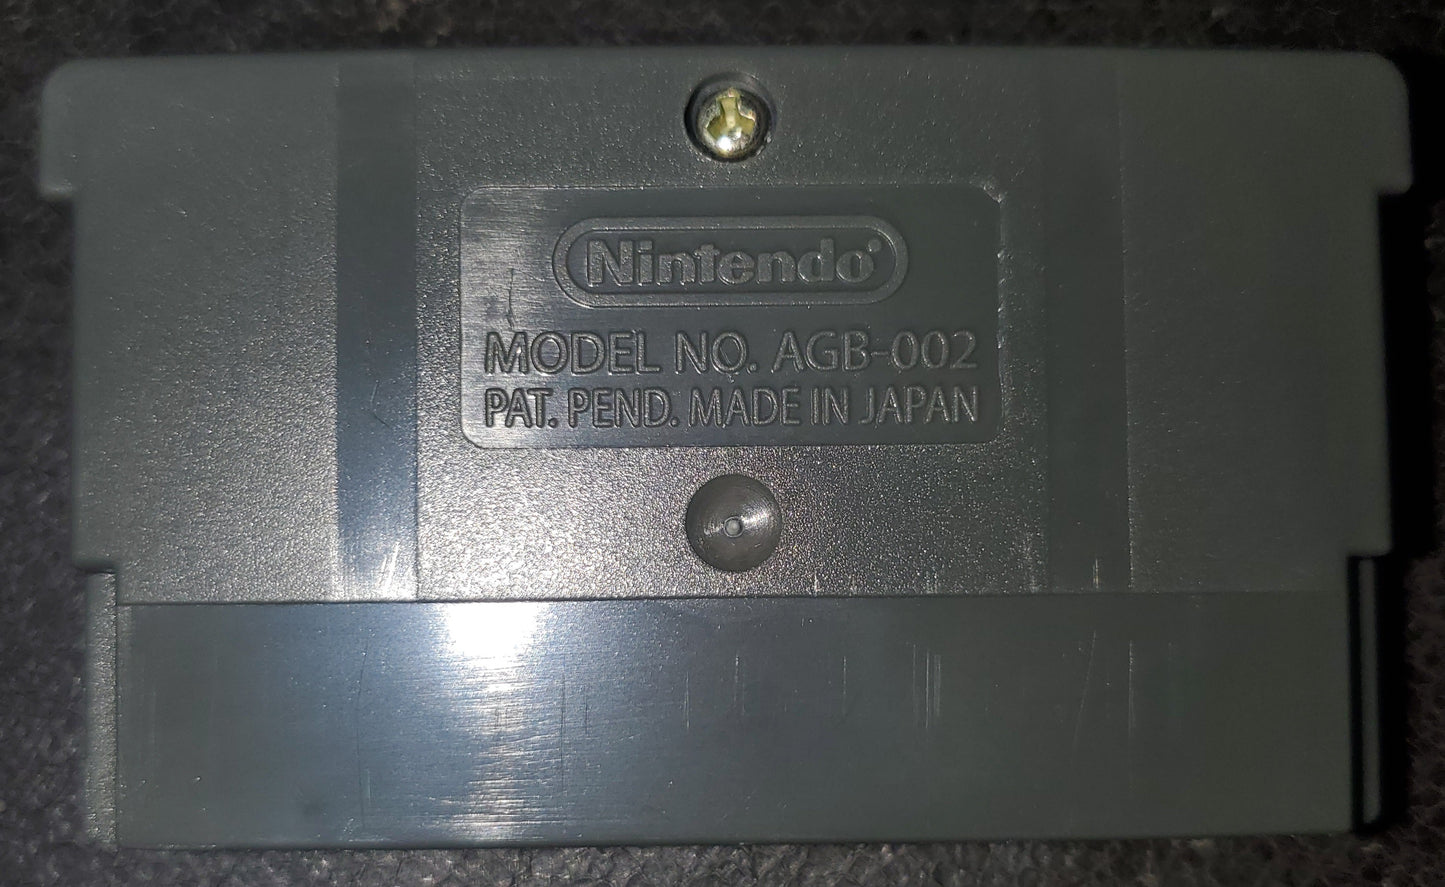 Nintendo®
MODEL NO. AGB-002
PAT. PEND. MADE IN JAPAN